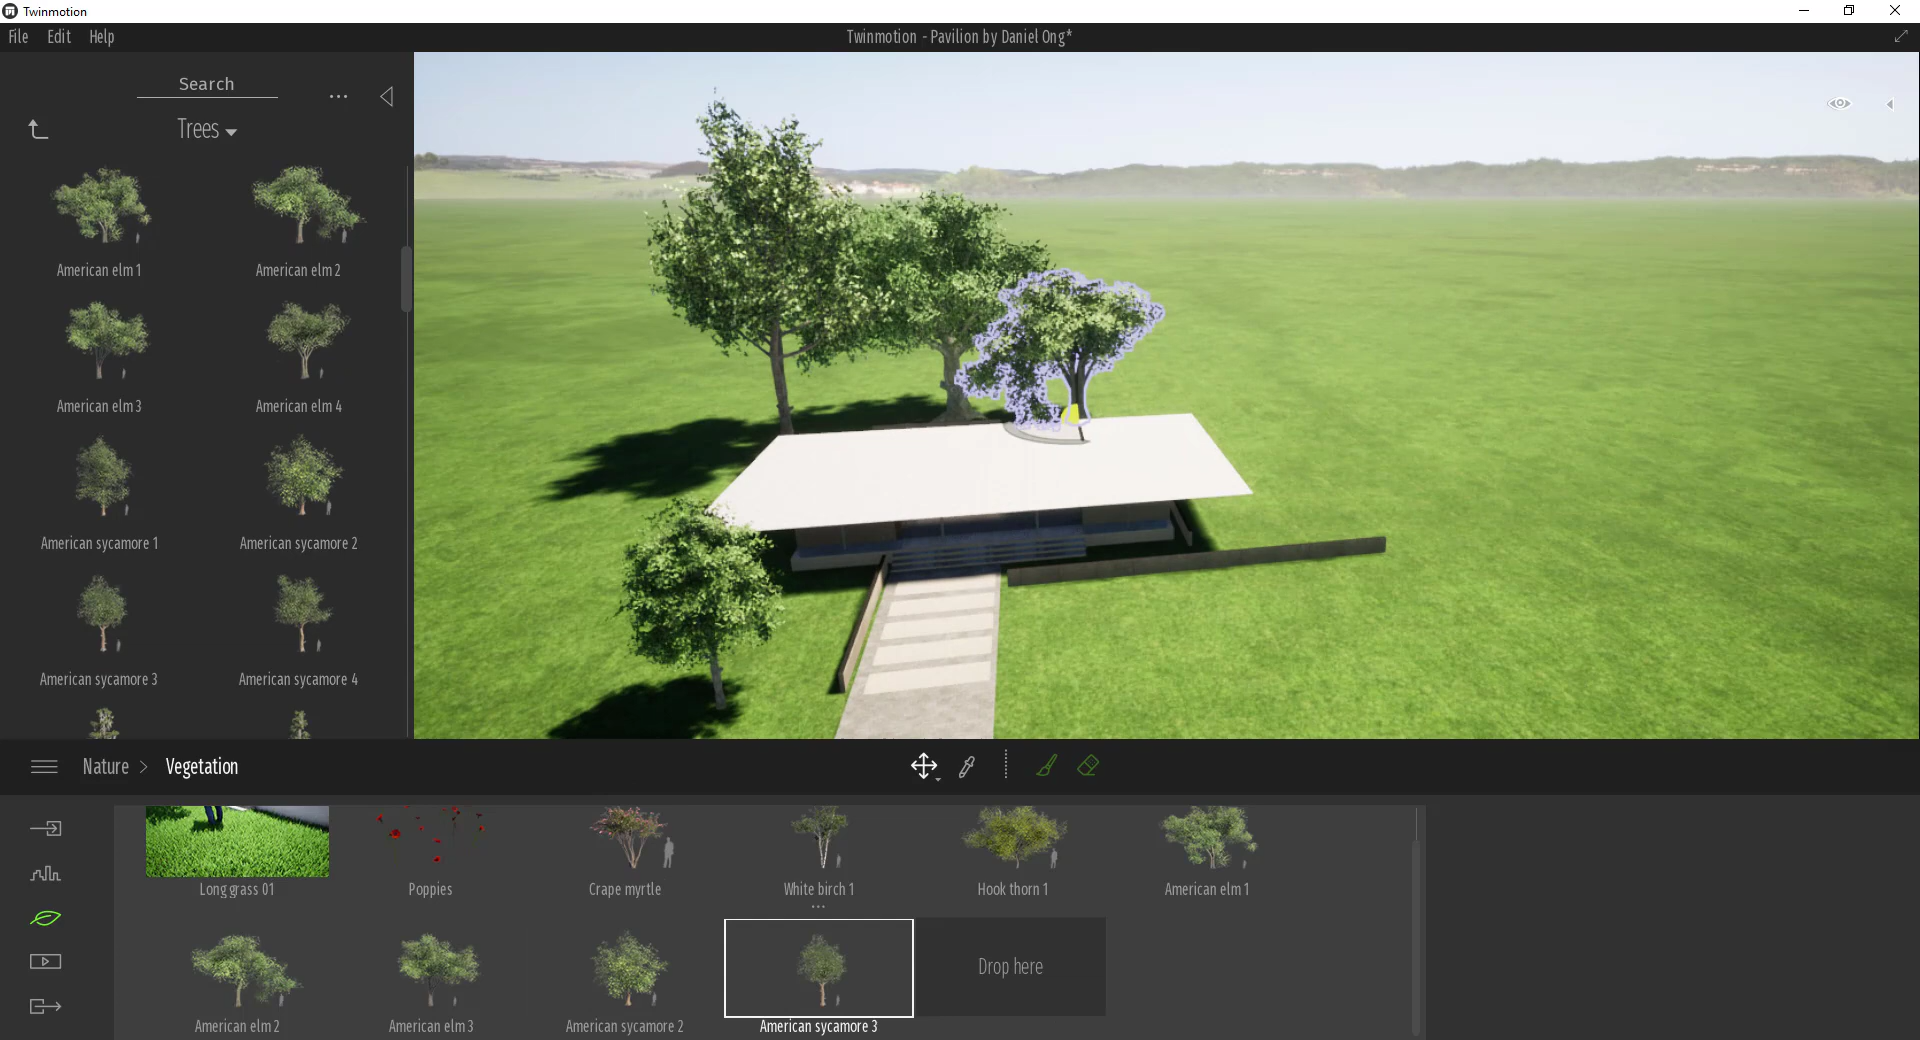 Twinmotion
File Edit Help
Twinmotion - Pavilion by Daniel Ong*
Search
...
Trees
American elm 1
American elm 2
American elm 3
American elm 4
American sycamore 1
American sycamore 2
American sycamore 3
American sycamore 4
Nature > Vegetation
Long grass 01
Poppies
Crape myrtle
White birch 1
Hook thorn 1
American elm 1
...
American elm 2
American elm 3
American sycamore 2
American sycamore 3
Drop here